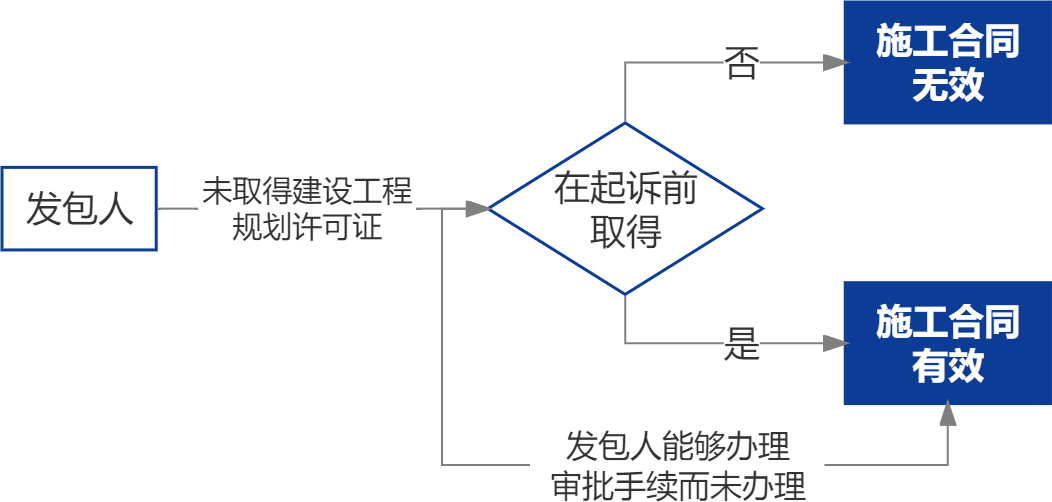 发包人
未取得建设工程
规划许可证
在起诉前
取得
否
施工合同
无效
是
施工合同
有效
发包人能够办理
审批手续而未办理